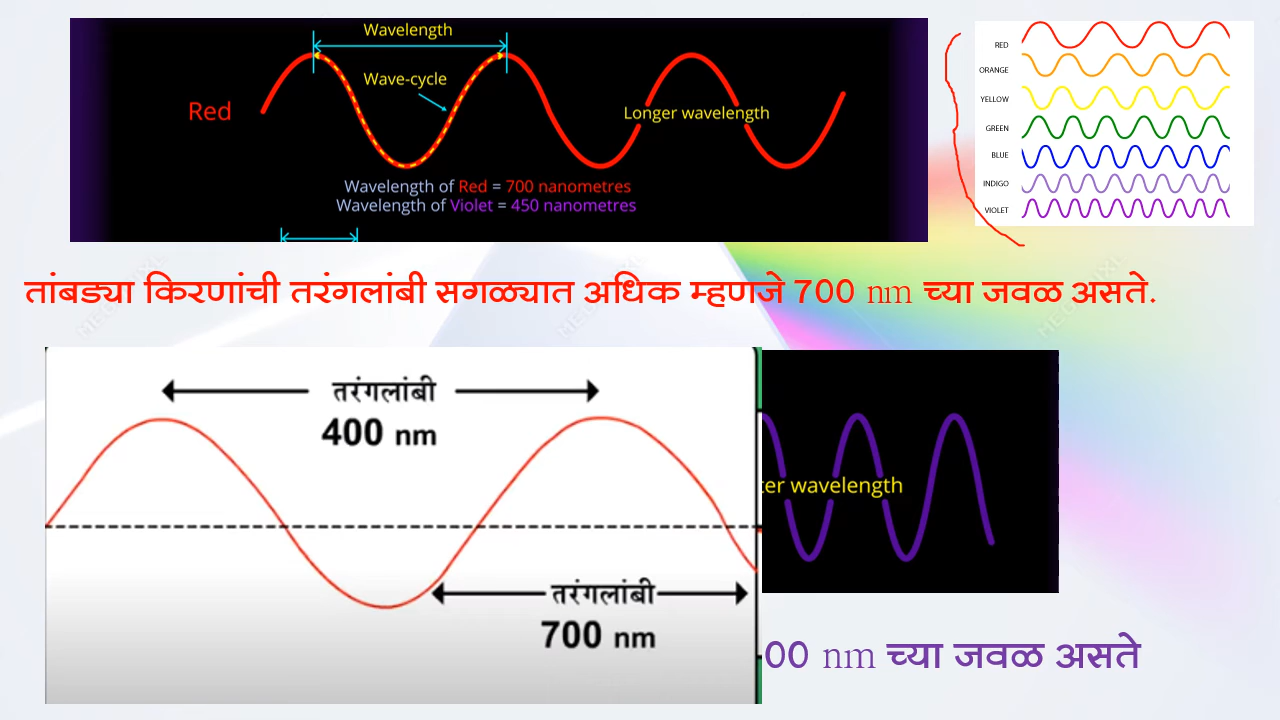 Wavelength
Wave-cycle
Red
Longer wavelength
Wavelength of Red = 700 nanometres
Wavelength of Violet = 450 nanometres
RED
ORANGE
YELLOW
GREEN
BLUE
INDIGO
VIOLET
तांबड्या किरणांची तरंगलांबी सगळ्यात अधिक म्हणजे 700 nm च्या जवळ असते.
तरंगलांबी
400 nm
wavelength
तरंगलांबी
700 nm
00 nm च्या जवळ असते